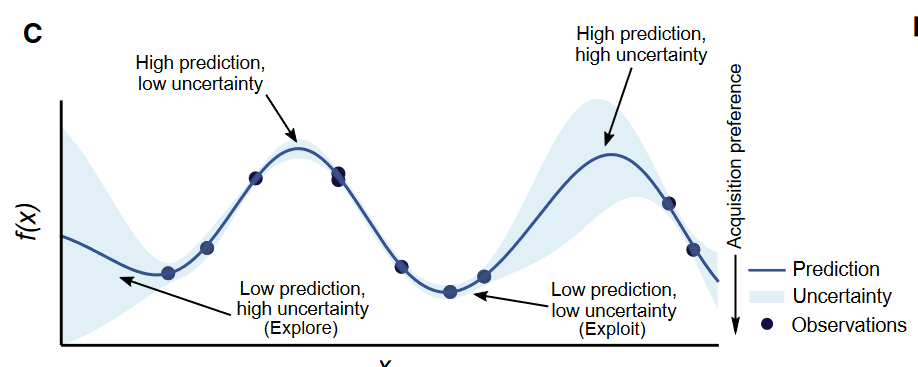 C
High prediction,
low uncertainty
High prediction,
high uncertainty
Acquisition preference
f(x)
Low prediction,
high uncertainty
(Explore)
Low prediction,
low uncertainty
(Exploit)
Prediction
Uncertainty
Observations